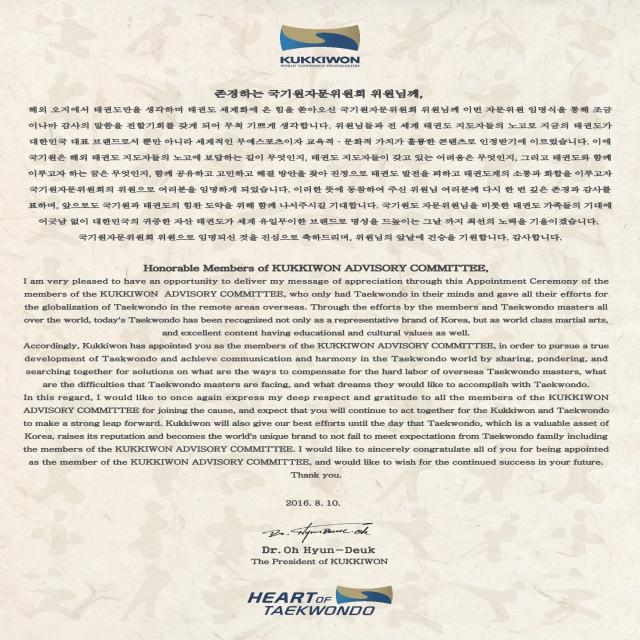 KUKKIWON
WORLD TAEKWONDO HEADQUARTERS
존경하는 국기원자문위원회 위원님께,
해외 오지에서 태권도만을 생각하며 태권도 세계화에 온 힘을 쏟아오신 국기원자문위원회 위원님께 이번 자문위원 임명식을 통해 조금
이나마 감사의 말씀을 전할기회를 갖게 되어 무척 기쁘게 생각합니다. 위원님들과 전 세계 태권도 지도자들의 노고로 지금의 태권도가
대한민국 대표 브랜드로서 뿐만 아니라 세계적인 무예스포츠이자 교육적·문화적 가치가 훌륭한 콘텐츠로 인정받기에 이르렀습니다. 이에
국기원은 해외 태권도 지도자들의 노고에 보답하는 길이 무엇인지, 태권도 지도자들이 갖고 있는 어려움은 무엇인지, 그리고 태권도와 함께
이루고자 하는 꿈은 무엇인지, 함께 공유하고 고민하고 해결 방안을 찾아 진정으로 태권도 발전을 꾀하고 태권도계의 소통과 화합을 이루고자
국기원자문위원회의 위원으로 여러분을 임명하게 되었습니다. 이러한 뜻에 동참하여 주신 위원님 여러분께 다시 한 번 깊은 존경과 감사를
표하며, 앞으로도 국기원과 태권도의 힘찬 도약을 위해 함께 나서주시길 기대합니다. 국기원도 자문위원님을 비롯한 태권도 가족들의 기대에
어긋남 없이 대한민국의 귀중한 자산 태권도가 세계 유일무이한 브랜드로 명성을 드높이는 그날 까지 최선의 노력을 기울이겠습니다.
국기원자문위원회 위원으로 임명되신 것을 진심으로 축하드리며, 위원님의 앞날에 건승을 기원합니다. 감사합니다.
Honorable Members of KUKKIWON ADVISORY COMMITTEE,
I am very pleased to have an opportunity to deliver my message of appreciation through this Appointment Ceremony of the
members of the KUKKIWON ADVISORY COMMITTEE, who only had Taekwondo in their minds and gave all their efforts for
the globalization of Taekwondo in the remote areas overseas. Through the efforts by the members and Taekwondo masters all
over the world, today's Taekwondo has been recognized not only as a representative brand of Korea, but as world class martial arts,
and excellent content having educational and cultural values as well.
Accordingly, Kukkiwon has appointed you as the members of the KUKKIWON ADVISORY COMMITTEE, in order to pursue a true
development of Taekwondo and achieve communication and harmony in the Taekwondo world by sharing, pondering, and
searching together for solutions on what are the ways to compensate for the hard labor of overseas Taekwondo masters, what
are the difficulties that Taekwondo masters are facing, and what dreams they would like to accomplish with Taekwondo.
In this regard, I would like to once again express my deep respect and gratitude to all the members of the KUKKIWON
ADVISORY COMMITTEE for joining the cause, and expect that you will continue to act together for the Kukkiwon and Taekwondo
to make a strong leap forward. Kukkiwon will also give our best efforts until the day that Taekwondo, which is a valuable asset of
Korea, raises its reputation and becomes the world's unique brand to not fail to meet expectations from Taekwondo family including
the members of the KUKKIWON ADVISORY COMMITTEE. I would like to sincerely congratulate all of you for being appointed
as the member of the KUKKIWON ADVISORY COMMITTEE, and would like to wish for the continued success in your future.
Thank you.
2016. 8. 10.
Dr. Hyun Deuk Oh
Dr. Oh Hyun-Deuk
The President of KUKKIWON
HEART OF
TAEKWONDO